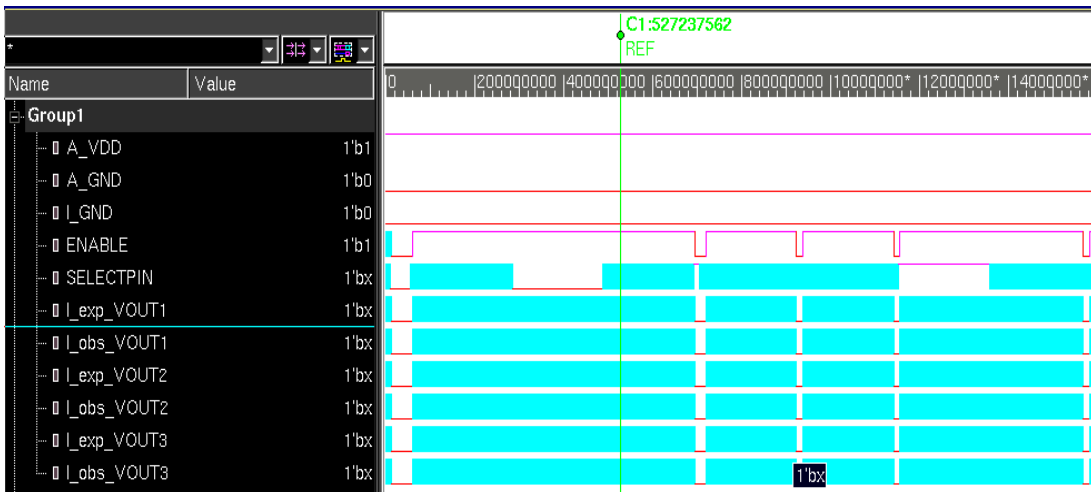 C1:527237562
REF
*
Name Value
0 |200000000 |400000000 |600000000 |800000000 |10000000* |12000000* |14000000*
Group1
A_VDD 1'b1
A_GND 1'b0
I_GND 1'b0
ENABLE 1'b1
SELECTPIN 1'bx
I_exp_VOUT1 1'bx
I_obs_VOUT1 1'bx
I_exp_VOUT2 1'bx
I_obs_VOUT2 1'bx
I_exp_VOUT3 1'bx
I_obs_VOUT3 1'bx
1'bx